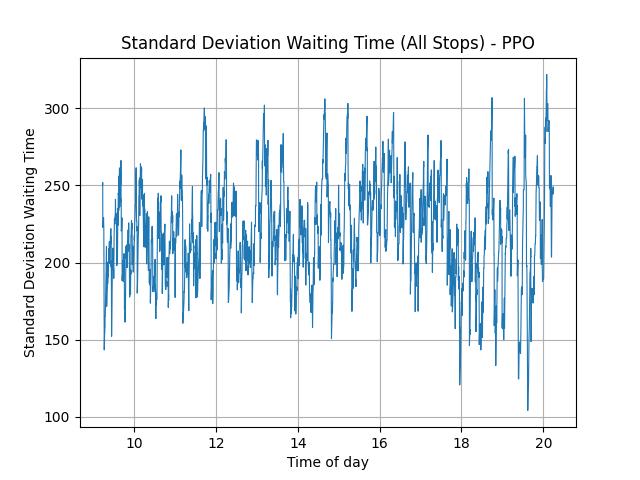 Standard Deviation Waiting Time (All Stops) - PPO
Standard Deviation Waiting Time
300
250
200
150
100
10 12 14 16 18 20
Time of day